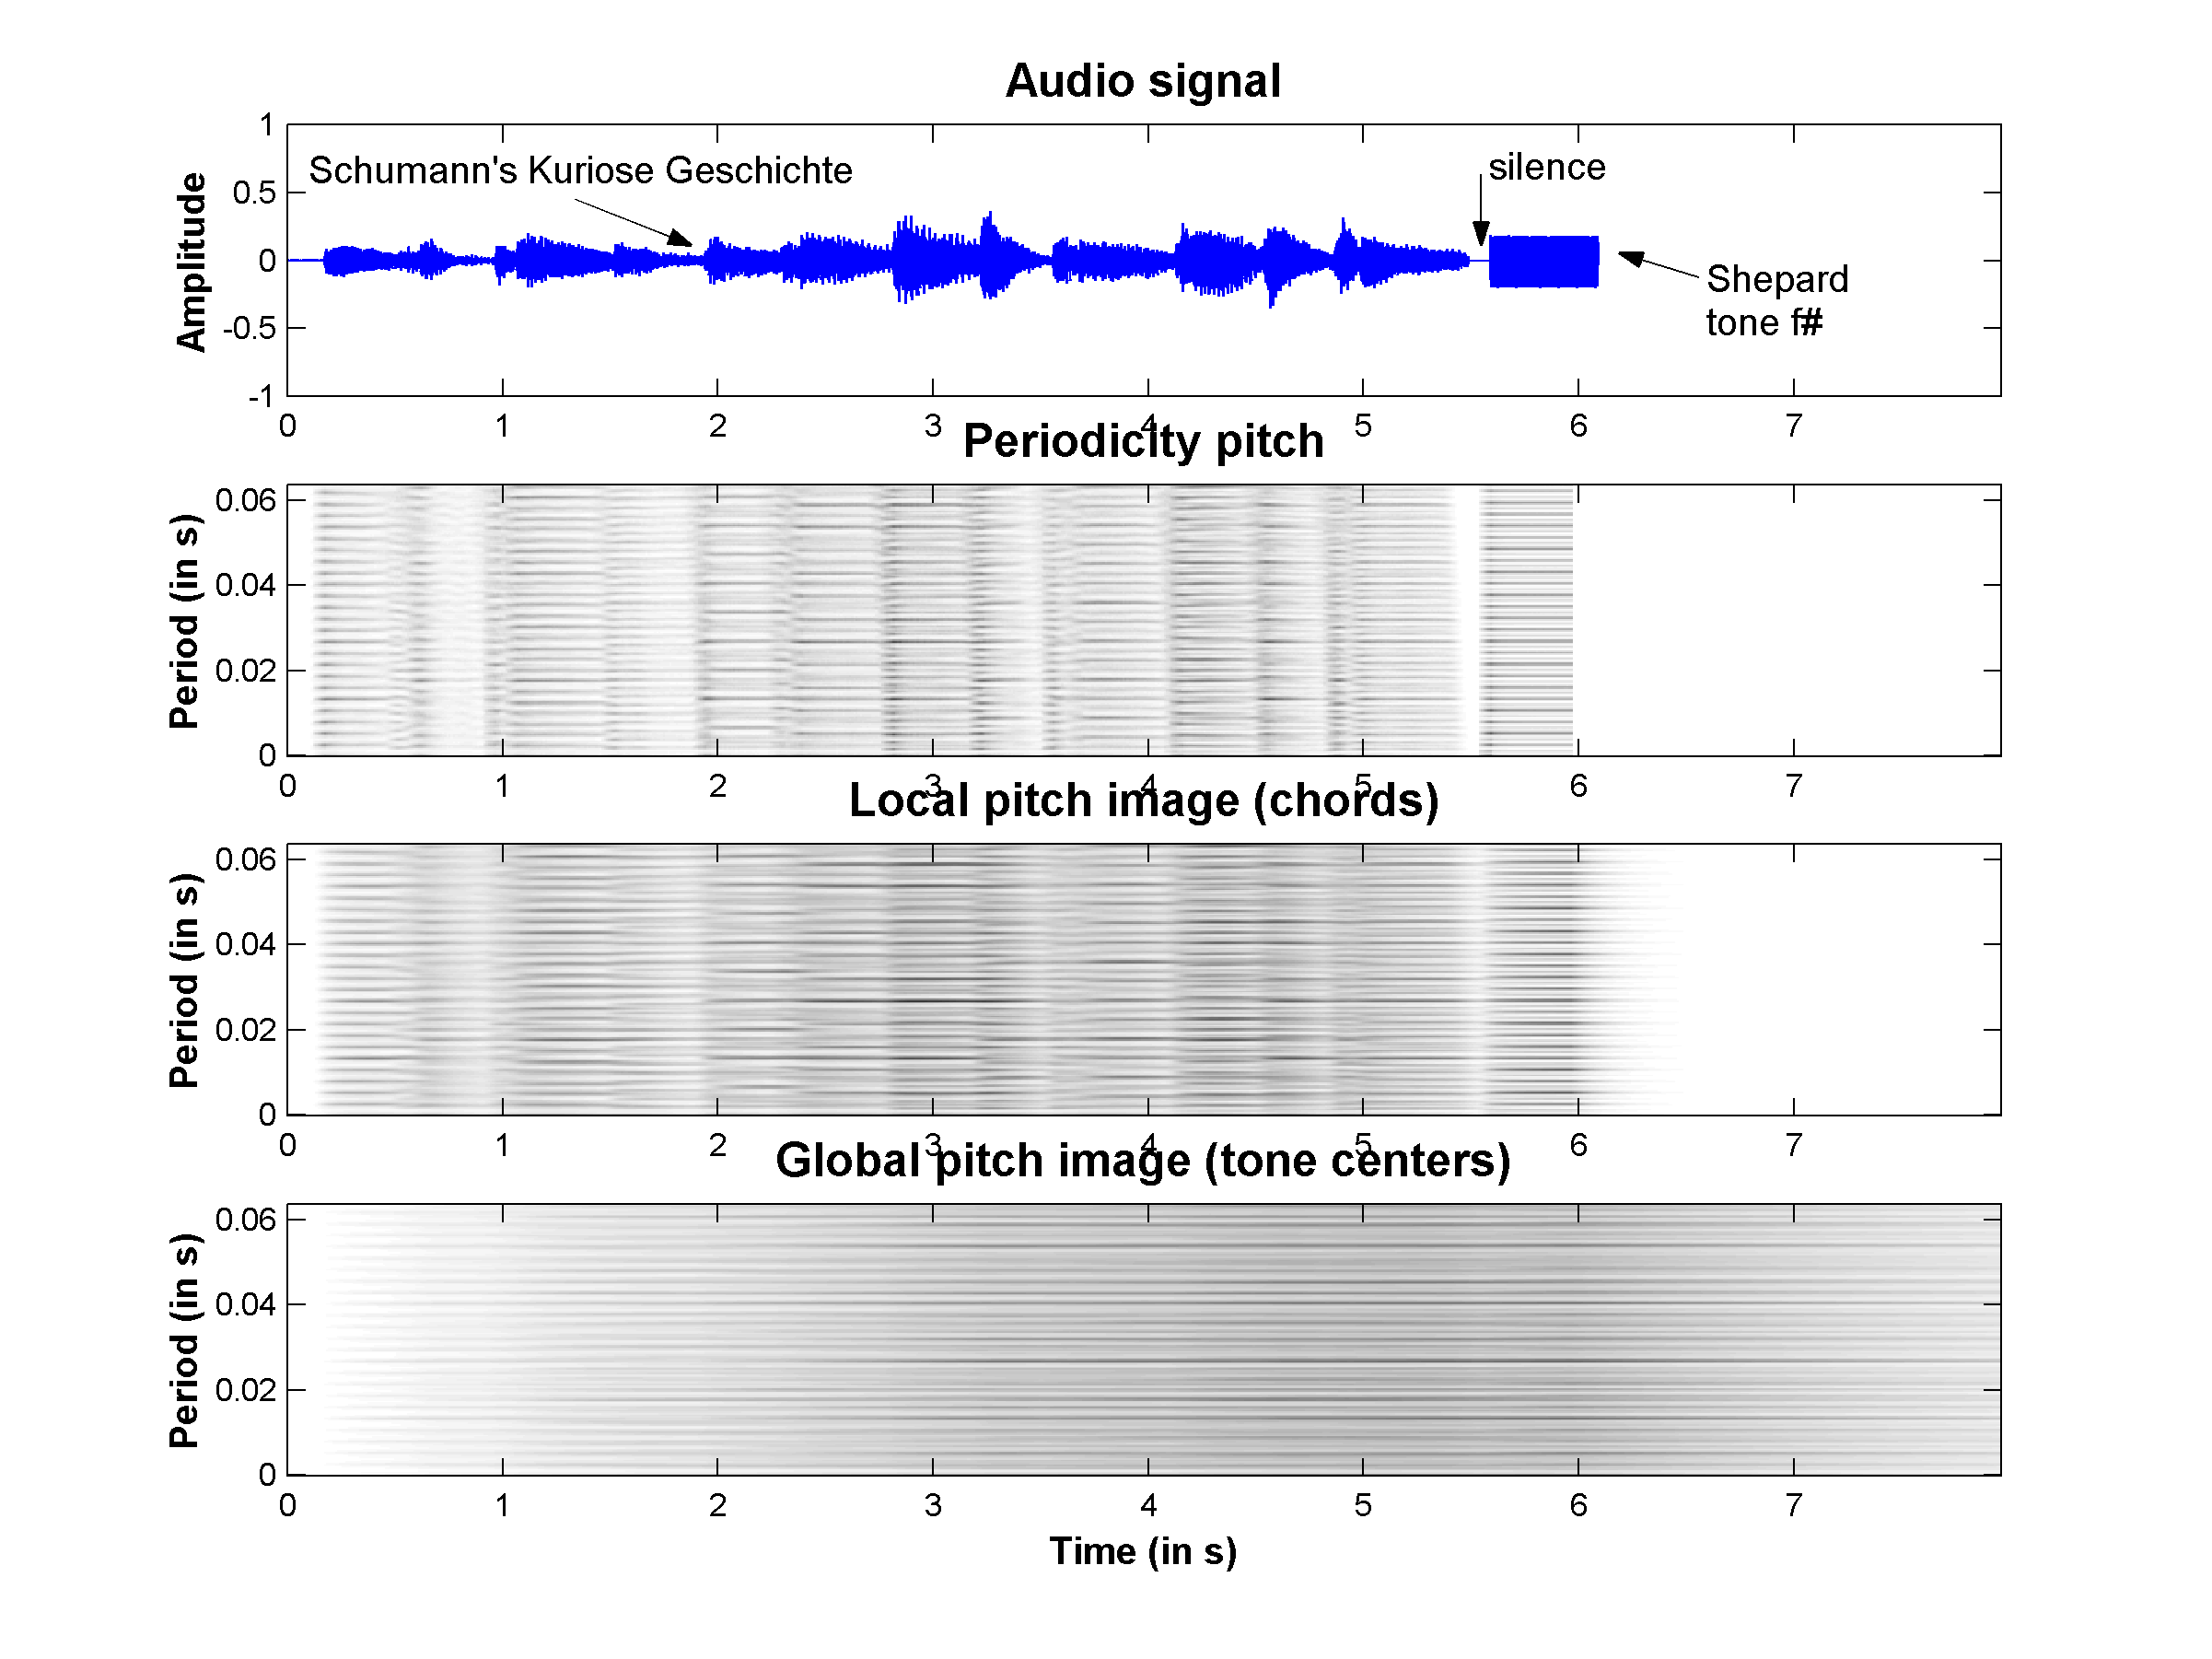 Audio signal
Amplitude
1
0.5
0
-0.5
-1
Schumann's Kuriose Geschichte
silence
Shepard
tone f#
0 1 2 3 4 5 6 7
Periodicity pitch
Period (in s)
0.06
0.04
0.02
0
0 1 2 3 4 5 6 7
Local pitch image (chords)
Period (in s)
0.06
0.04
0.02
0
0 1 2 3 4 5 6 7
Global pitch image (tone centers)
Period (in s)
0.06
0.04
0.02
0
0 1 2 3 4 5 6 7
Time (in s)